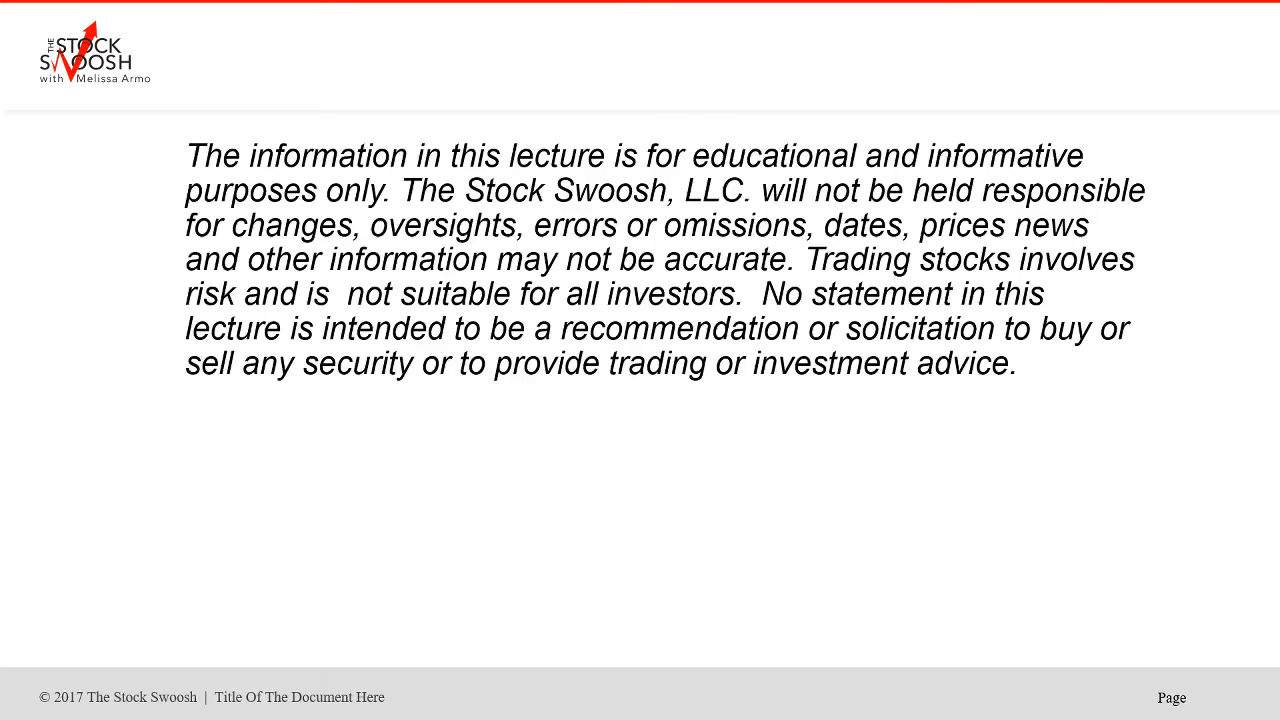 THE STOCK
SWOOSH
with Melissa Armo
The information in this lecture is for educational and informative
purposes only. The Stock Swoosh, LLC. will not be held responsible
for changes, oversights, errors or omissions, dates, prices news
and other information may not be accurate. Trading stocks involves
risk and is  not suitable for all investors.  No statement in this
lecture is intended to be a recommendation or solicitation to buy or
sell any security or to provide trading or investment advice.
© 2017 The Stock Swoosh | Title Of The Document Here
Page